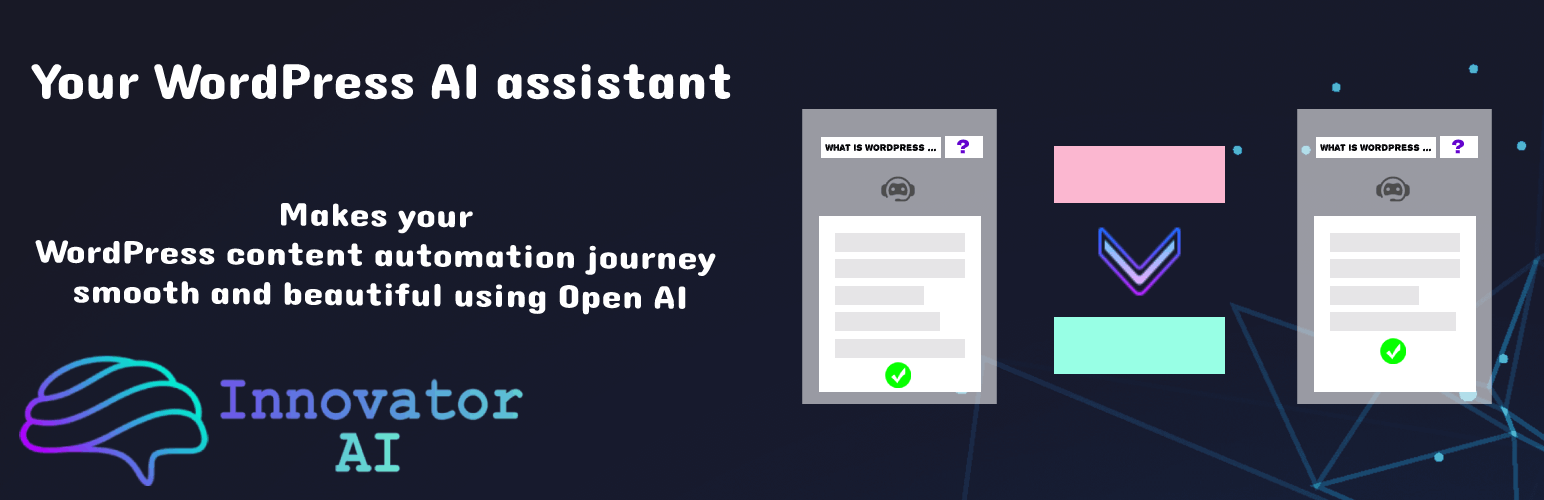 Your WordPress AI assistant
Makes your
WordPress content automation journey
smooth and beautiful using Open AI
Innovator
AI
WHAT IS WORDPRESS ... ?
WHAT IS WORDPRESS ... ?